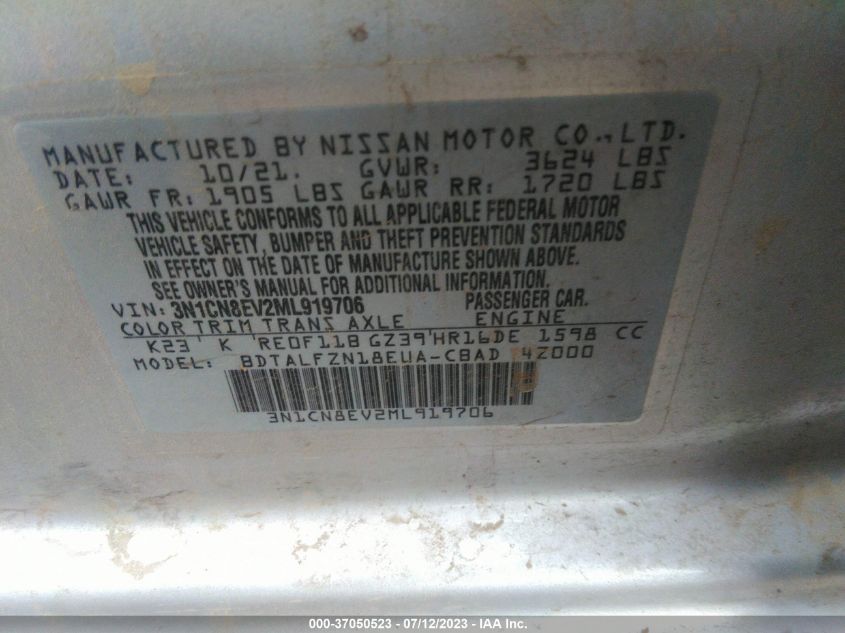 MANUFACTURED BY NISSAN MOTOR CO., LTD.
DATE: 10/21. GVWR: 3624 LBS
GAWR FR: 1905 LBS GAWR RR: 1720 LBS
THIS VEHICLE CONFORMS TO ALL APPLICABLE FEDERAL MOTOR
VEHICLE SAFETY, BUMPER AND THEFT PREVENTION STANDARDS
IN EFFECT ON THE DATE OF MANUFACTURE SHOWN ABOVE.
SEE OWNER'S MANUAL FOR ADDITIONAL INFORMATION.
VIN: 3N1CN8EV2ML919706 PASSENGER CAR.
COLOR TRIM TRANS AXLE ENGINE
K23' K 'RE0F11B GZ39'HR16DE 1598 CC
MODEL: BDTALFZN18EUA-CBAD 4Z000
3N1CN8EV2ML919706
000-37050523 - 07/12/2023 - IAA Inc.